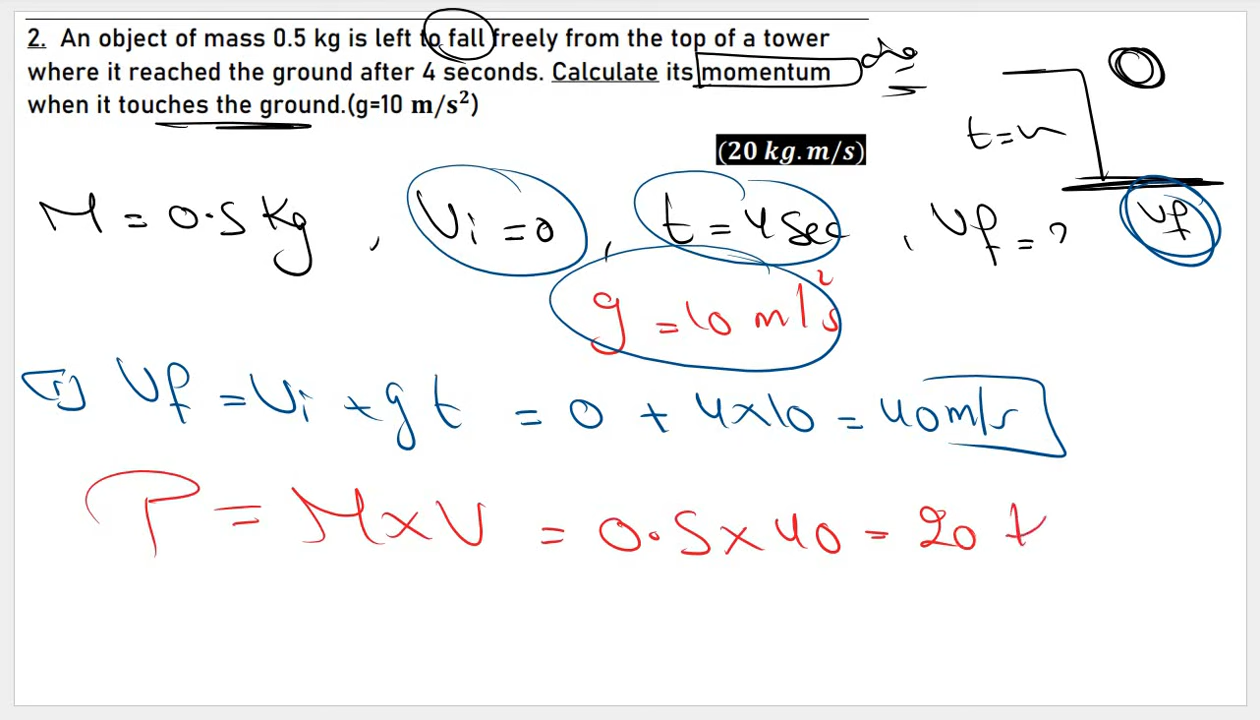 2. An object of mass 0.5 kg is left to fall freely from the top of a tower
where it reached the ground after 4 seconds. Calculate its momentum
when it touches the ground.(g=10 m/s²)
t = 4
(20 kg.m/s)
M = 0.5 Kg , Vi = 0 , t = 4 Sec , Vf = ? Vf
g = 10 m/s²
Vf = Vi + g t = 0 + 4 x 10 = 40 m/s
P = M x V = 0.5 x 40 = 20